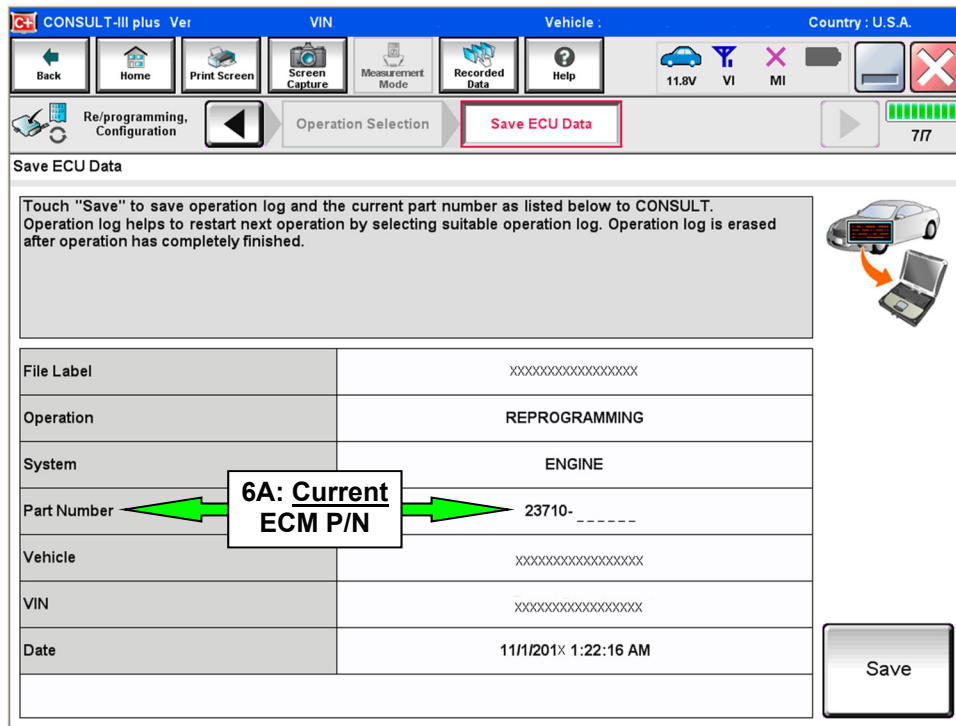 C+ CONSULT-III plus Ver VIN Vehicle : Country : U.S.A.
Back Home Print Screen Screen Capture Measurement Mode Recorded Data Help 11.8V VI MI
Re/programming, Configuration Operation Selection Save ECU Data 7/7
Save ECU Data
Touch "Save" to save operation log and the current part number as listed below to CONSULT.
Operation log helps to restart next operation by selecting suitable operation log. Operation log is erased
after operation has completely finished.
File Label XXXXXXXXXXXXXXXXX
Operation REPROGRAMMING
System ENGINE
6A: Current
ECM P/N
Part Number 23710-_ _ _ _ _ _
Vehicle XXXXXXXXXXXXXXXXX
VIN XXXXXXXXXXXXXXXXX
Date 11/1/201X 1:22:16 AM
Save